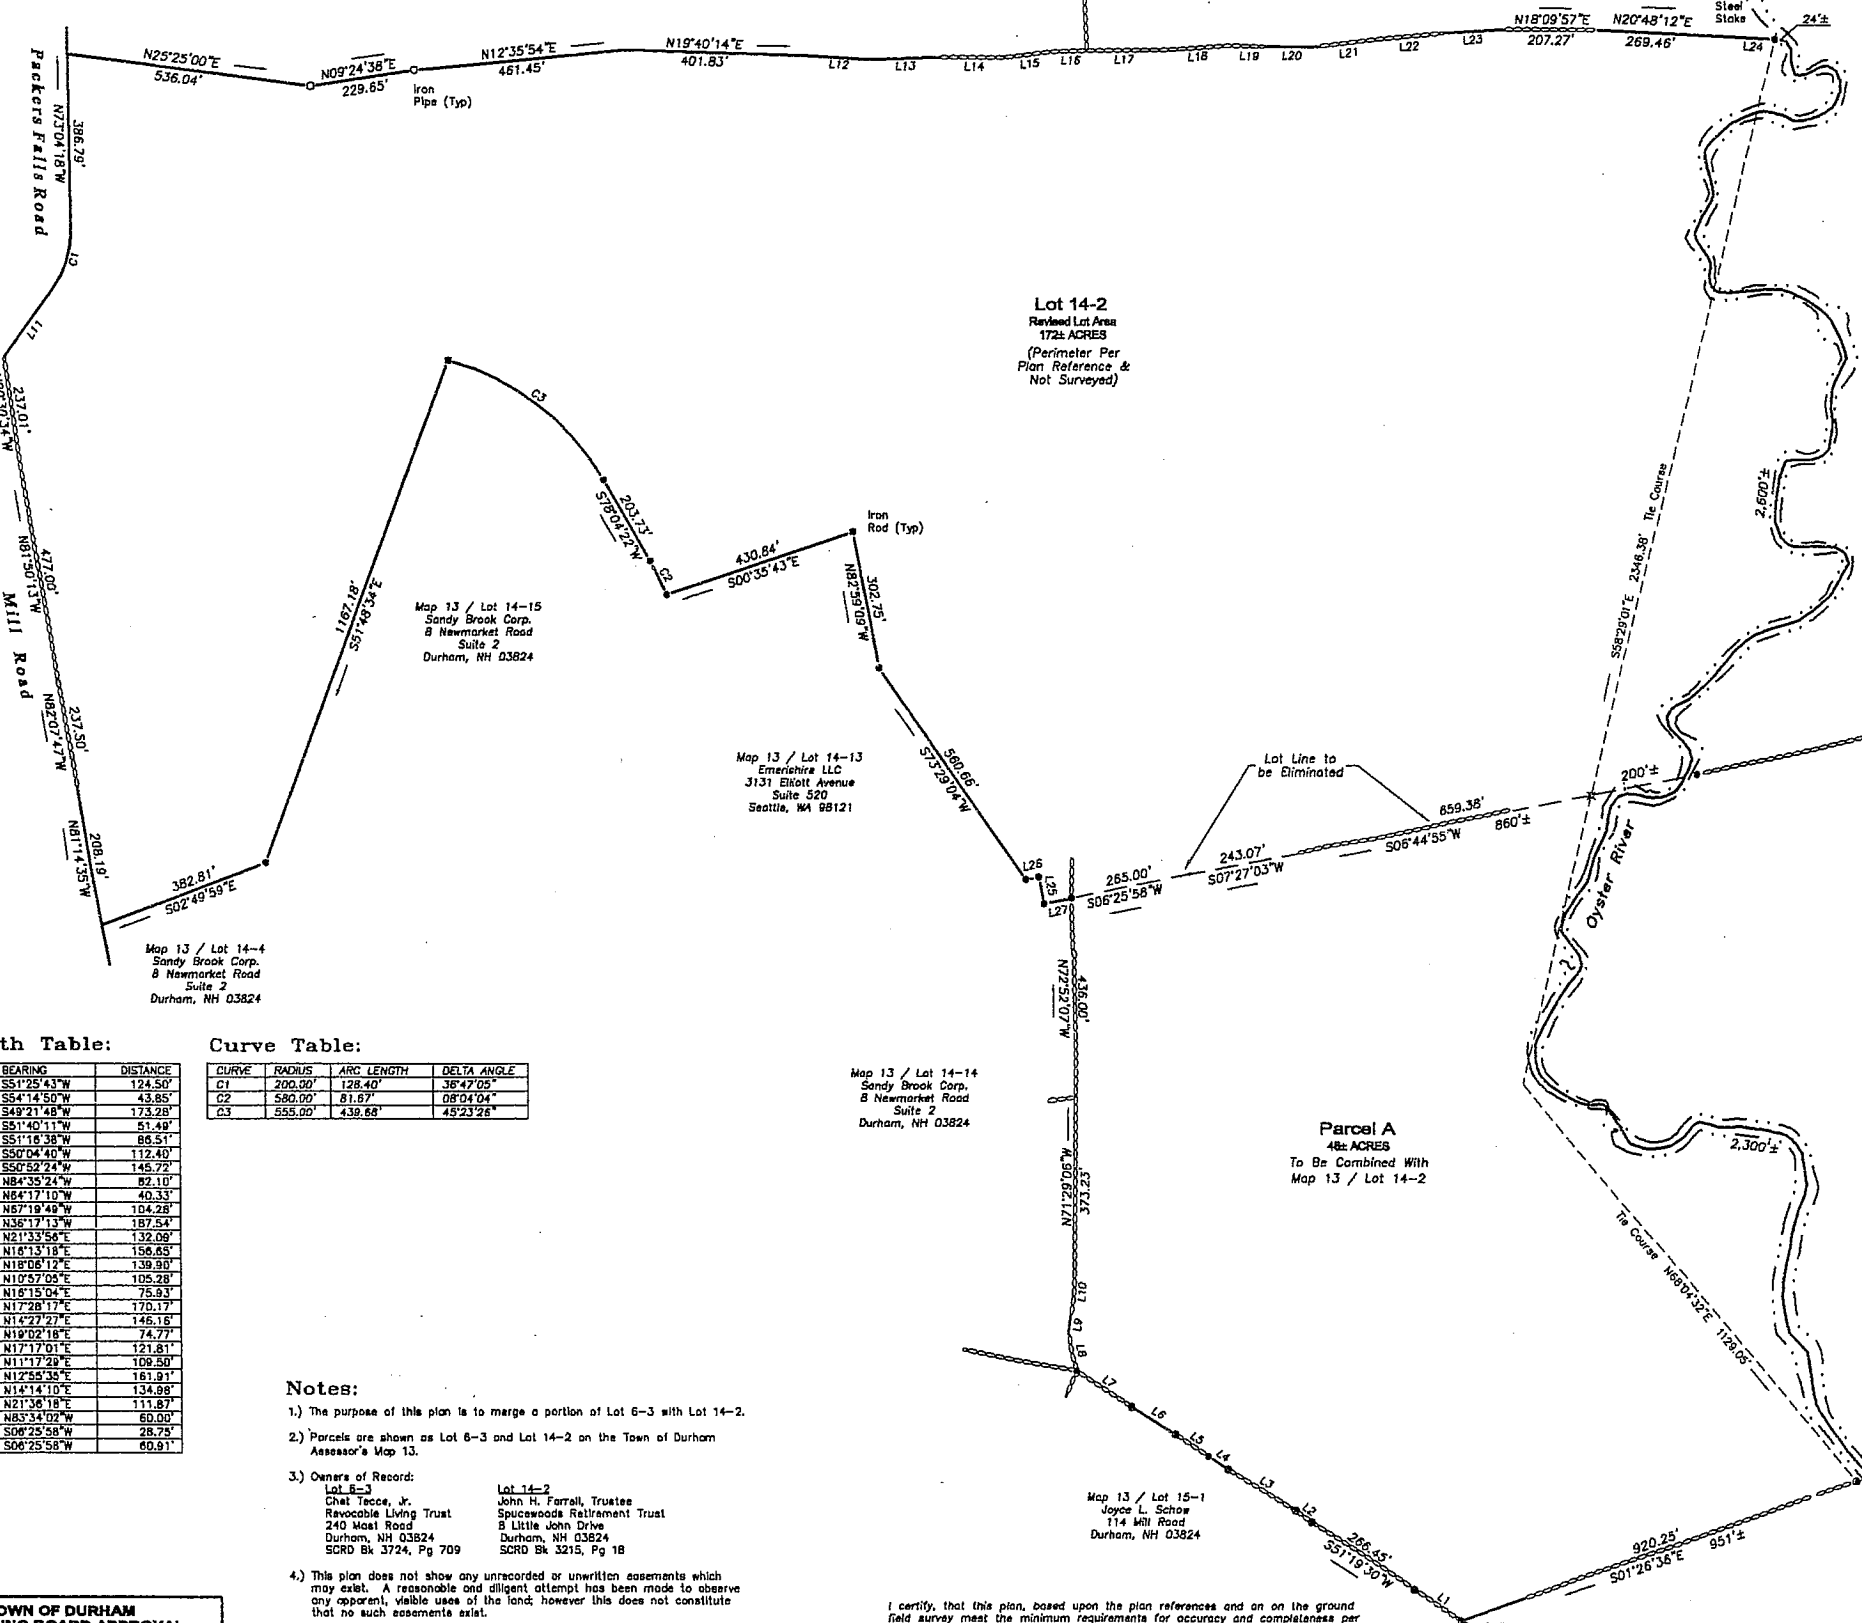 Steel
Stake
24'±
N25°25'00"E
536.04'
N09°24'38"E
229.65'
Iron
Pipe (Typ)
N12°35'54"E
461.45'
N19°40'14"E
401.83'
L12
L13
L14
L15
L16
L17
L18
L19
L20
L21
L22
L23
N18°09'57"E
207.27'
N20°48'12"E
269.46'
L24
Packers Falls Road
386.79'
N73°04'18"W
C1
L11
237.01'
477.00'
N81°50'13"W
Mill Road
237.50'
N82°07'47"W
208.19'
N81°14'35"W
382.81'
S02°49'59"E
1167.18'
S51°48'34"E
C3
203.73'
S78°04'22"W
C2
430.84'
S00°35'43"E
Iron
Rod (Typ)
302.75'
N82°59'09"W
560.66'
S73°29'04"W
L26
L25
L27
Lot 14-2
Revised Lot Area
172± ACRES
(Perimeter Per
Plan Reference &
Not Surveyed)
S58°29'01"E 2346.38' Tie Course
2,600'±
Map 13 / Lot 14-15
Sandy Brook Corp.
8 Newmarket Road
Suite 2
Durham, NH 03824
Map 13 / Lot 14-13
Emerishire LLC
3131 Elliott Avenue
Suite 520
Seattle, WA 98121
Lot Line to
be Eliminated
265.00'
S06°25'58"W
243.07'
S07°27'03"W
859.38'
860'±
S06°44'55"W
200'±
Oyster River
Map 13 / Lot 14-4
Sandy Brook Corp.
8 Newmarket Road
Suite 2
Durham, NH 03824
436.00'
N72°52'07"W
Map 13 / Lot 14-14
Sandy Brook Corp.
8 Newmarket Road
Suite 2
Durham, NH 03824
373.23'
N71°29'06"W
L10
L9
L8
L7
L6
L5
L4
L3
L2
266.45'
S51°19'30"W
L1
Parcel A
48± ACRES
To Be Combined With
Map 13 / Lot 14-2
2,300'±
Tie Course N68°04'32"E 1129.05'
920.25'
951'±
S01°26'36"E
Map 13 / Lot 15-1
Joyce L. Schow
114 Mill Road
Durham, NH 03824
th Table:
BEARING DISTANCE
S51°25'43"W 124.50'
S54°14'50"W 43.85'
S49°21'48"W 173.28'
S51°40'11"W 51.49'
S51°16'38"W 86.51'
S50°04'40"W 112.40'
S50°52'24"W 145.72'
N84°35'24"W 82.10'
N64°17'10"W 40.33'
N67°19'49"W 104.28'
N36°17'13"W 187.54'
N21°33'56"E 132.09'
N16°13'18"E 156.65'
N18°06'12"E 139.90'
N10°57'05"E 105.28'
N16°15'04"E 75.93'
N17°28'17"E 170.17'
N14°27'27"E 146.16'
N19°02'16"E 74.77'
N17°17'01"E 121.81'
N11°17'29"E 109.50'
N12°55'35"E 161.91'
N14°14'10"E 134.98'
N21°36'18"E 111.87'
N83°34'02"W 60.00'
S06°25'58"W 28.75'
S06°25'58"W 60.91'
Curve Table:
CURVE RADIUS ARC LENGTH DELTA ANGLE
C1 200.00' 128.40' 36°47'05"
C2 580.00' 81.67' 08°04'04"
C3 555.00' 439.68' 45°23'26"
Notes:
1.) The purpose of this plan is to merge a portion of Lot 6-3 with Lot 14-2.
2.) Parcels are shown as Lot 6-3 and Lot 14-2 on the Town of Durham
Assessor's Map 13.
3.) Owners of Record:
Lot 6-3
Chet Tecce, Jr.
Revocable Living Trust
240 Mast Road
Durham, NH 03824
SCRD Bk 3724, Pg 709
Lot 14-2
John H. Farrell, Trustee
Spucewoods Retirement Trust
8 Little John Drive
Durham, NH 03824
SCRD Bk 3215, Pg 18
4.) This plan does not show any unrecorded or unwritten easements which
may exist. A reasonable and diligent attempt has been made to observe
any apparent, visible uses of the land; however this does not constitute
that no such easements exist.
OWN OF DURHAM
ING BOARD APPROVAL
I certify, that this plan, based upon the plan references and an on the ground
field survey meet the minimum requirements for accuracy and completeness per